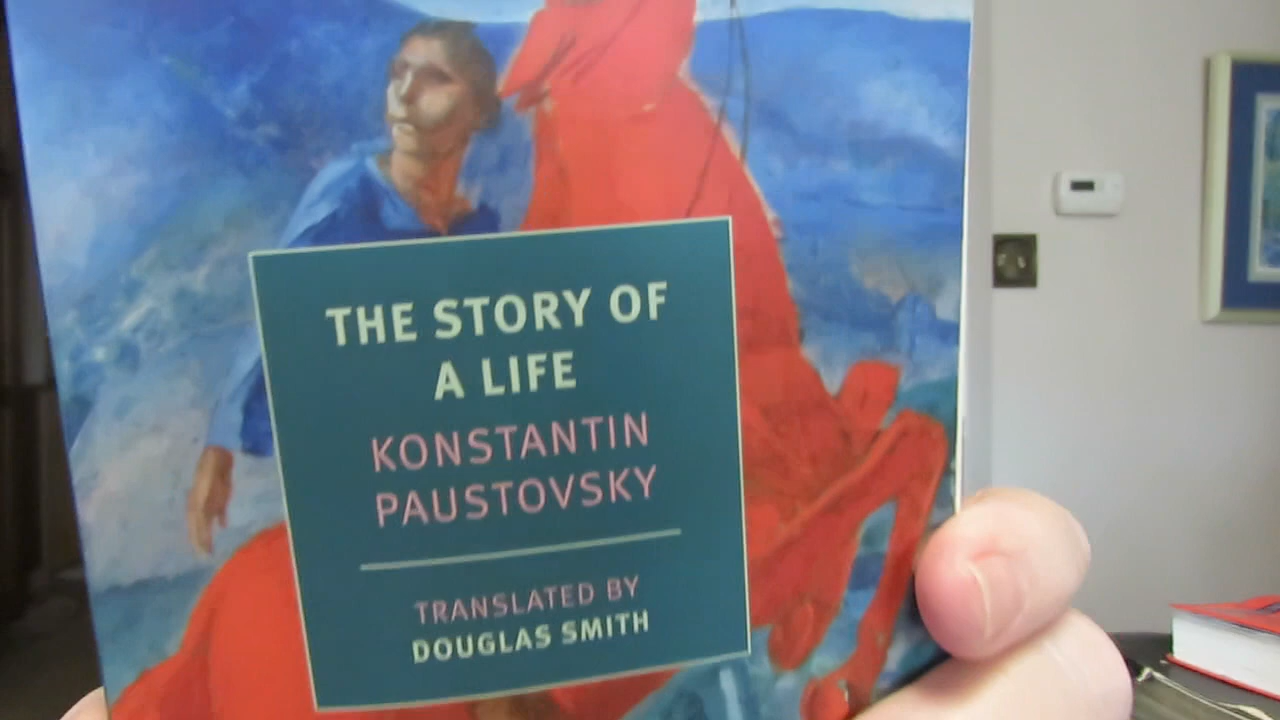 THE STORY OF
A LIFE
KONSTANTIN
PAUSTOVSKY
TRANSLATED BY
DOUGLAS SMITH